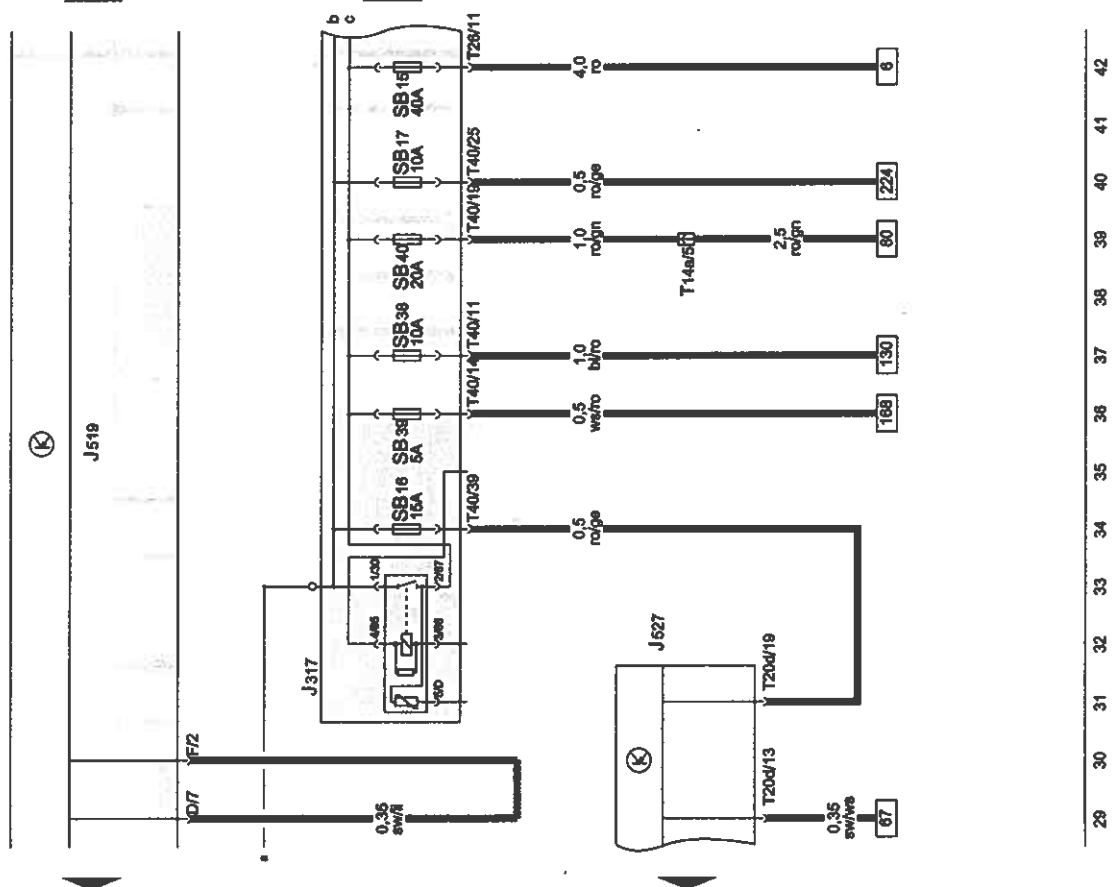 K
J519
D/7
F/2
0,35
sw/li
a
b
c
J317
4/85
1/30
3/86
2/87
SB16
15A
T40/39
SB39
5A
T40/14
SB38
10A
T40/11
SB40
20A
T40/19
SB17
10A
T40/25
SB15
40A
T26/11
0,5
ro/ge
0,5
ws/ro
168
1,0
bl/ro
130
1,0
ro/gn
T14a/5
2,5
ro/gn
80
0,5
ro/ge
224
4,0
ro
6
K
J527
T20d/13
T20d/19
0,35
sw/ws
67
29
30
31
32
33
34
35
36
37
38
39
40
41
42